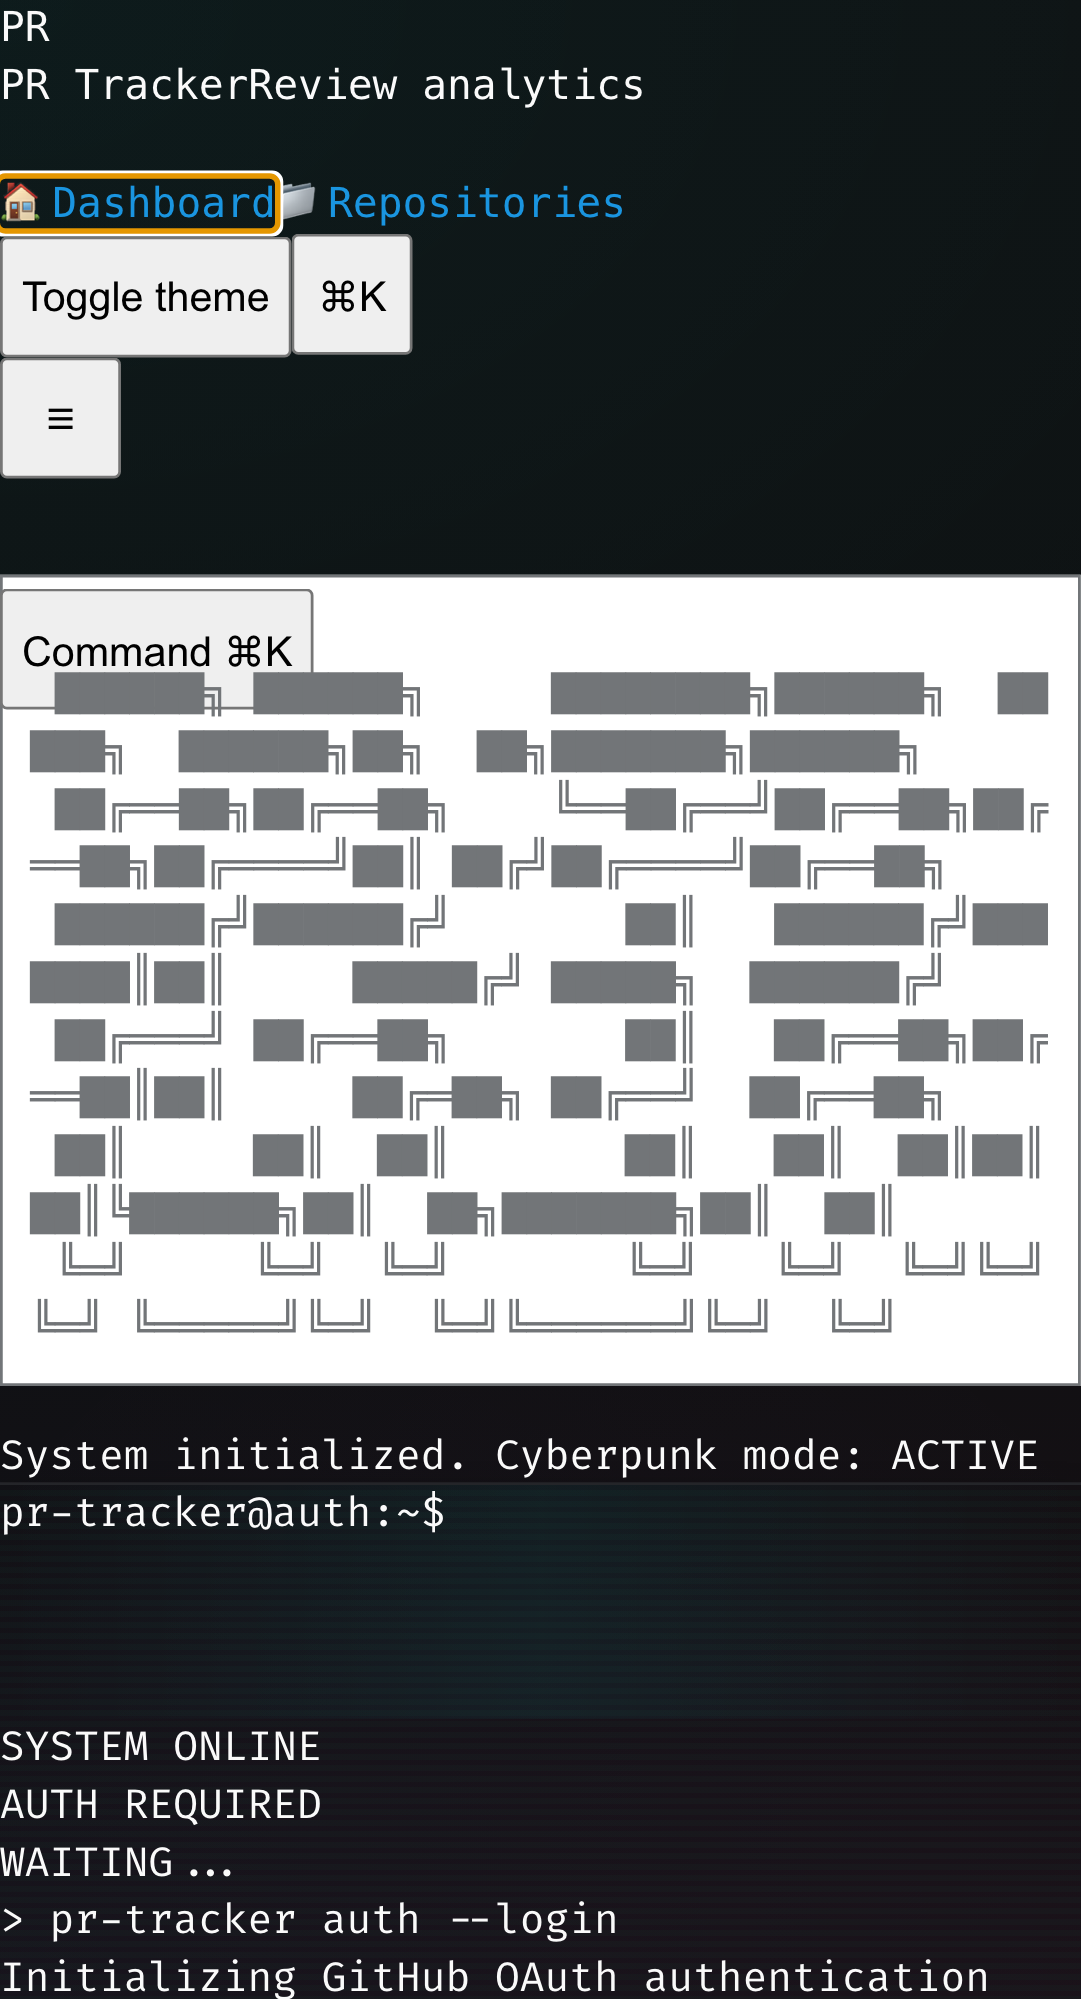 PR
PR TrackerReview analytics
🏠 Dashboard📁 Repositories
Toggle theme ⌘K
≡
Command ⌘K
██████╗ ██████╗     ████████╗██████╗  ██
███╗  ██████╗██╗  ██╗███████╗██████╗
██╔══██╗██╔══██╗    ╚══██╔══╝██╔══██╗██╔
══██╗██╔════╝██║ ██╔╝██╔════╝██╔══██╗
██████╔╝██████╔╝       ██║   ██████╔╝███
████║██║     █████╔╝ █████╗  ██████╔╝
██╔═══╝ ██╔══██╗       ██║   ██╔══██╗██╔
══██║██║     ██╔═██╗ ██╔══╝  ██╔══██╗
██║     ██║  ██║       ██║   ██║  ██║██║
██║╚██████╗██║  ██╗███████╗██║  ██║
╚═╝     ╚═╝  ╚═╝       ╚═╝   ╚═╝  ╚═╝╚═╝
╚═╝ ╚═════╝╚═╝  ╚═╝╚══════╝╚═╝  ╚═╝
System initialized. Cyberpunk mode: ACTIVE
pr-tracker@auth:~$
SYSTEM ONLINE
AUTH REQUIRED
WAITING...
> pr-tracker auth --login
Initializing GitHub OAuth authentication